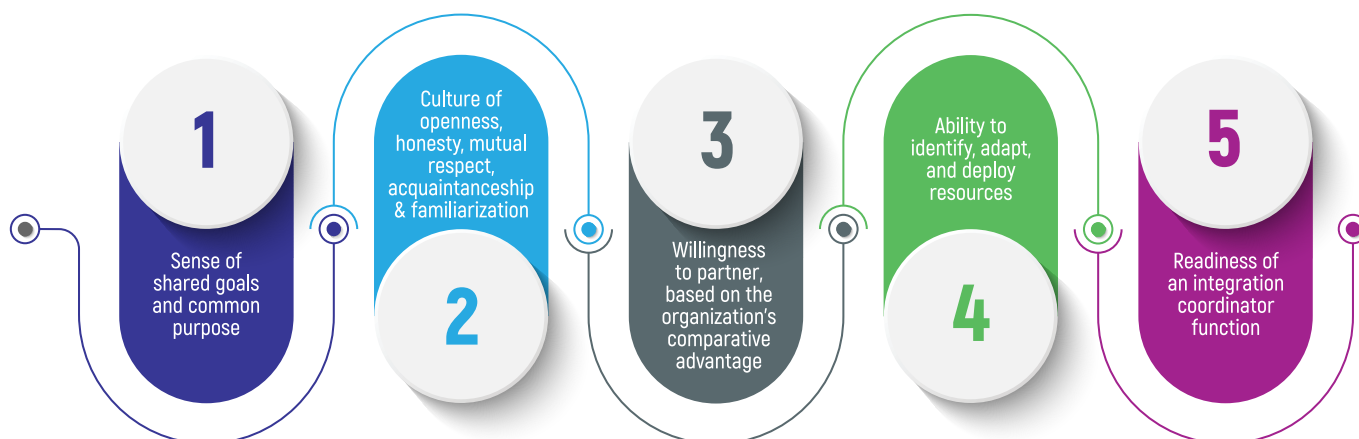 1
Sense of
shared goals
and common
purpose
Culture of
openness,
honesty, mutual
respect,
acquaintanceship
& familiarization
2
3
Willingness
to partner,
based on the
organization's
comparative
advantage
Ability to
identify, adapt,
and deploy
resources
4
5
Readiness of
an integration
coordinator
function